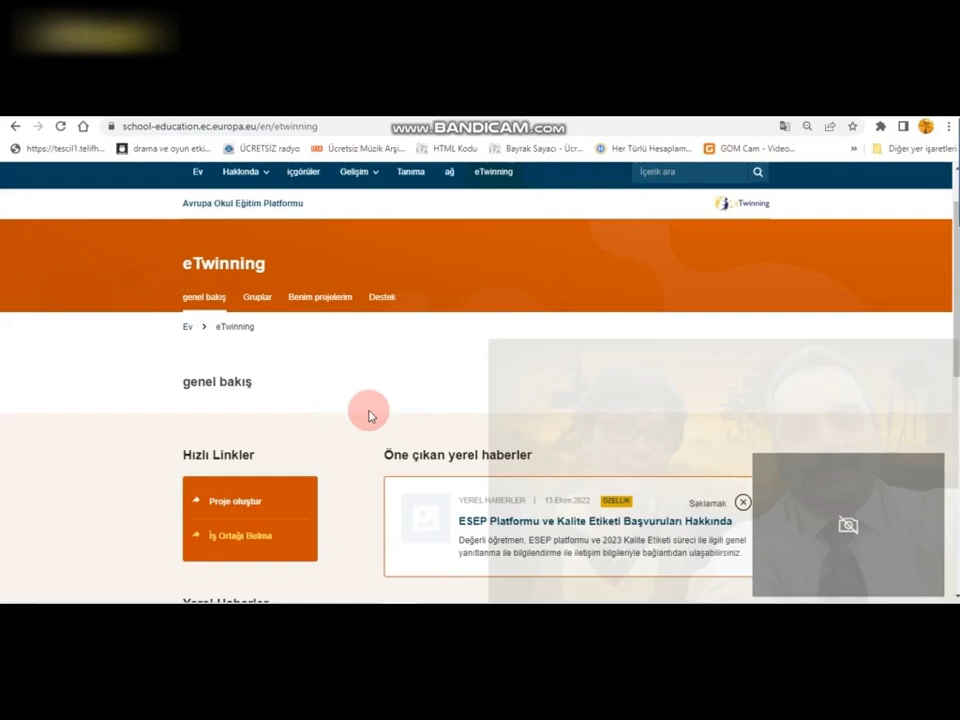 school-education.ec.europa.eu/en/etwinning
www.BANDICAM.com
https://tescil1.telifh...
drama ve oyun etki...
ÜCRETSİZ radyo
Ücretsiz Müzik Arşi...
HTML Kodu
Bayrak Sayacı - Ücr...
Her Türlü Hesaplam...
GOM Cam - Video...
»
Diğer yer işaretleri
Ev
Hakkında
içgörüler
Gelişim
Tanıma
ağ
eTwinning
İçerik ara
Avrupa Okul Eğitim Platformu
eTwinning
eTwinning
genel bakış
Gruplar
Benim projelerim
Destek
Ev > eTwinning
genel bakış
Hızlı Linkler
Proje oluştur
İş Ortağı Bulma
Öne çıkan yerel haberler
YEREL HABERLER | 13.Ekim.2022 ÖZELLİK
Saklamak
ESEP Platformu ve Kalite Etiketi Başvuruları Hakkında
Değerli öğretmen, ESEP platformu ve 2023 Kalite Etiketi süreci ile ilgili genel
yanıtlanma ile bilgilendirme ile iletişim bilgileriyle bağlantıdan ulaşabilirsiniz.
Yerel Haberler